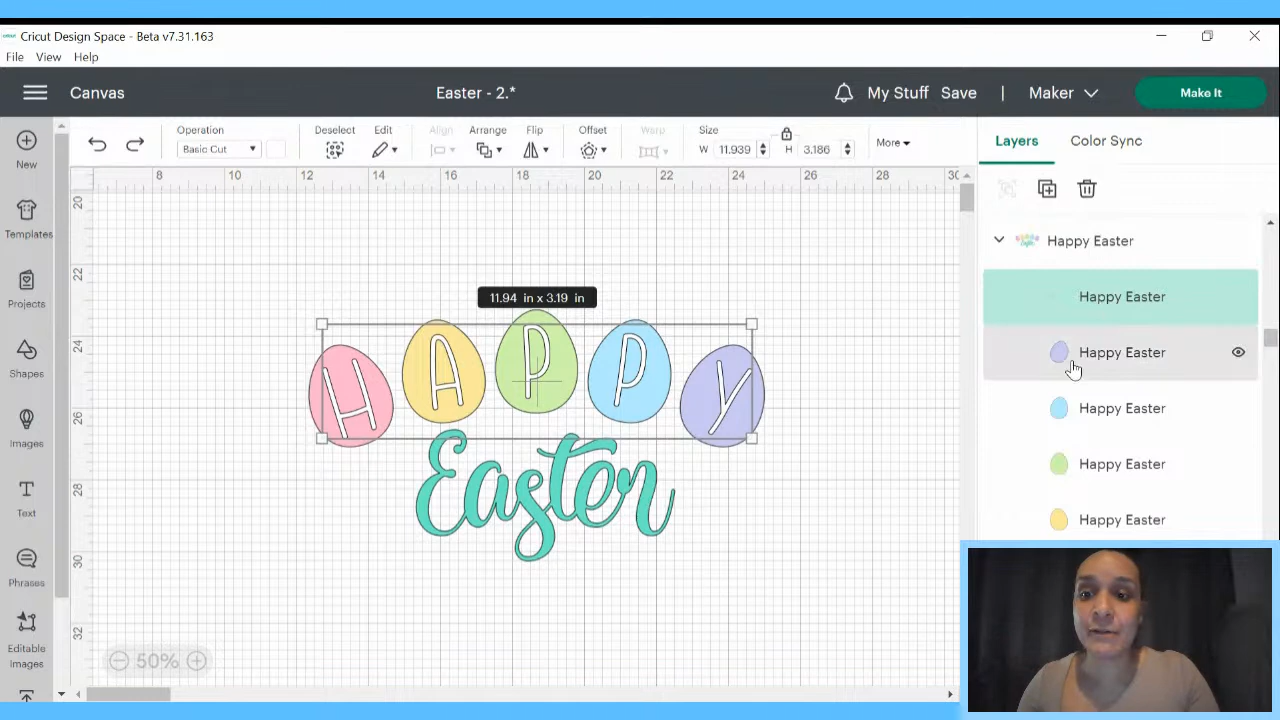 Cricut Design Space - Beta v7.31.163
File View Help
Canvas
Easter - 2.*
My Stuff Save | Maker
Make It
Operation
Basic Cut
Deselect
Edit
Align
Arrange
Flip
Offset
Warp
Size
W 11.939
H 3.186
More
Layers
Color Sync
New
Templates
Projects
Shapes
Images
Text
Phrases
Editable
Images
8 10 12 14 16 18 20 22 24 26 28 30
20
22
24
26
28
30
32
11.94 in x 3.19 in
HAPPY
Easter
50%
Happy Easter
Happy Easter
Happy Easter
Happy Easter
Happy Easter
Happy Easter